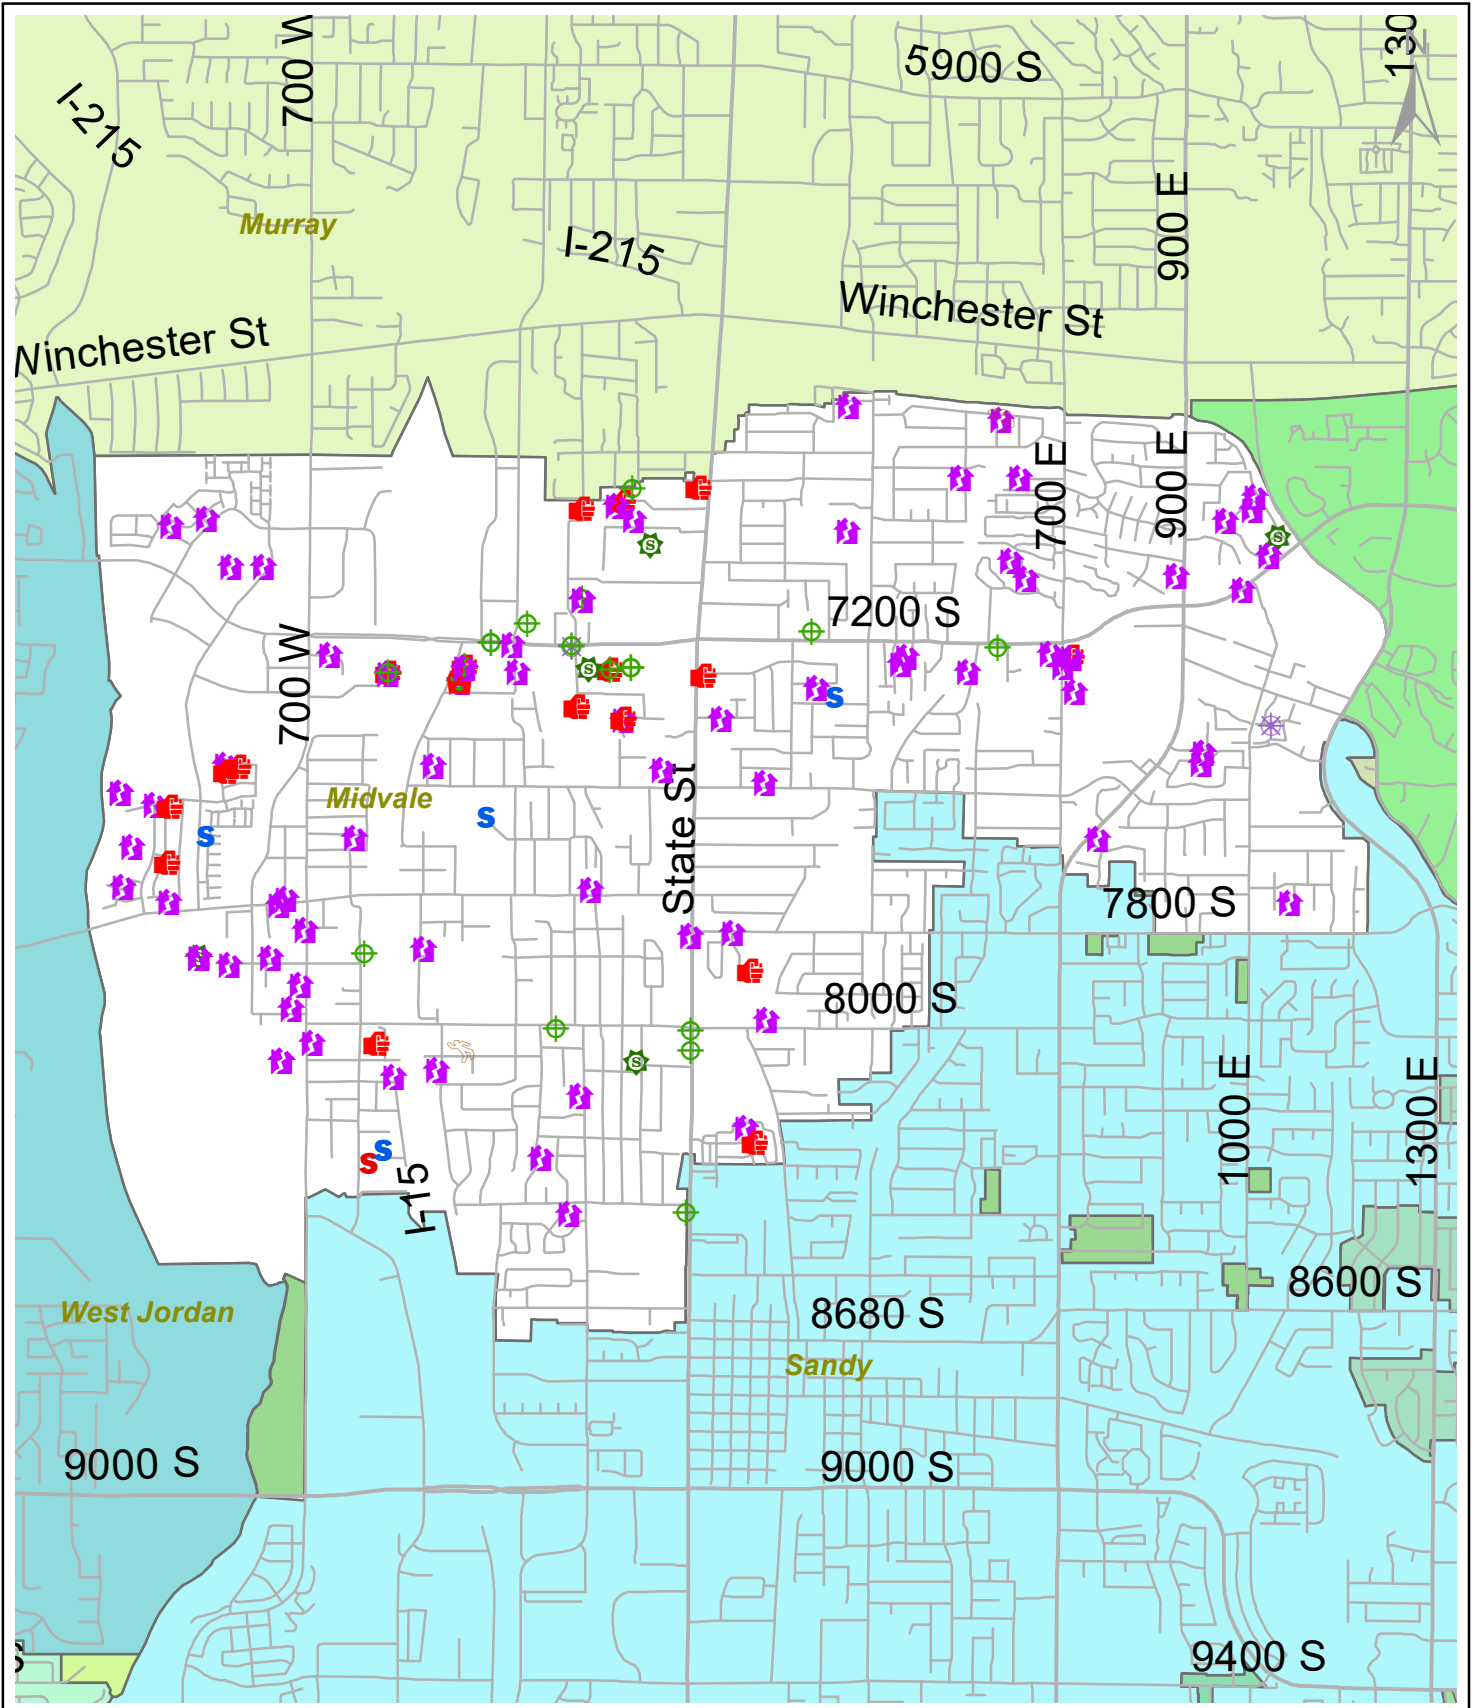 700 W
5900 S
130
I-215
900 E
Murray
I-215
Winchester St
Winchester St
N
700 E
900 E
7200 S
700 W
State St
Midvale
S
S
S
7800 S
8000 S
1000 E
1300 E
S
S
I-15
8600 S
West Jordan
8680 S
Sandy
9000 S
9000 S
9400 S
S